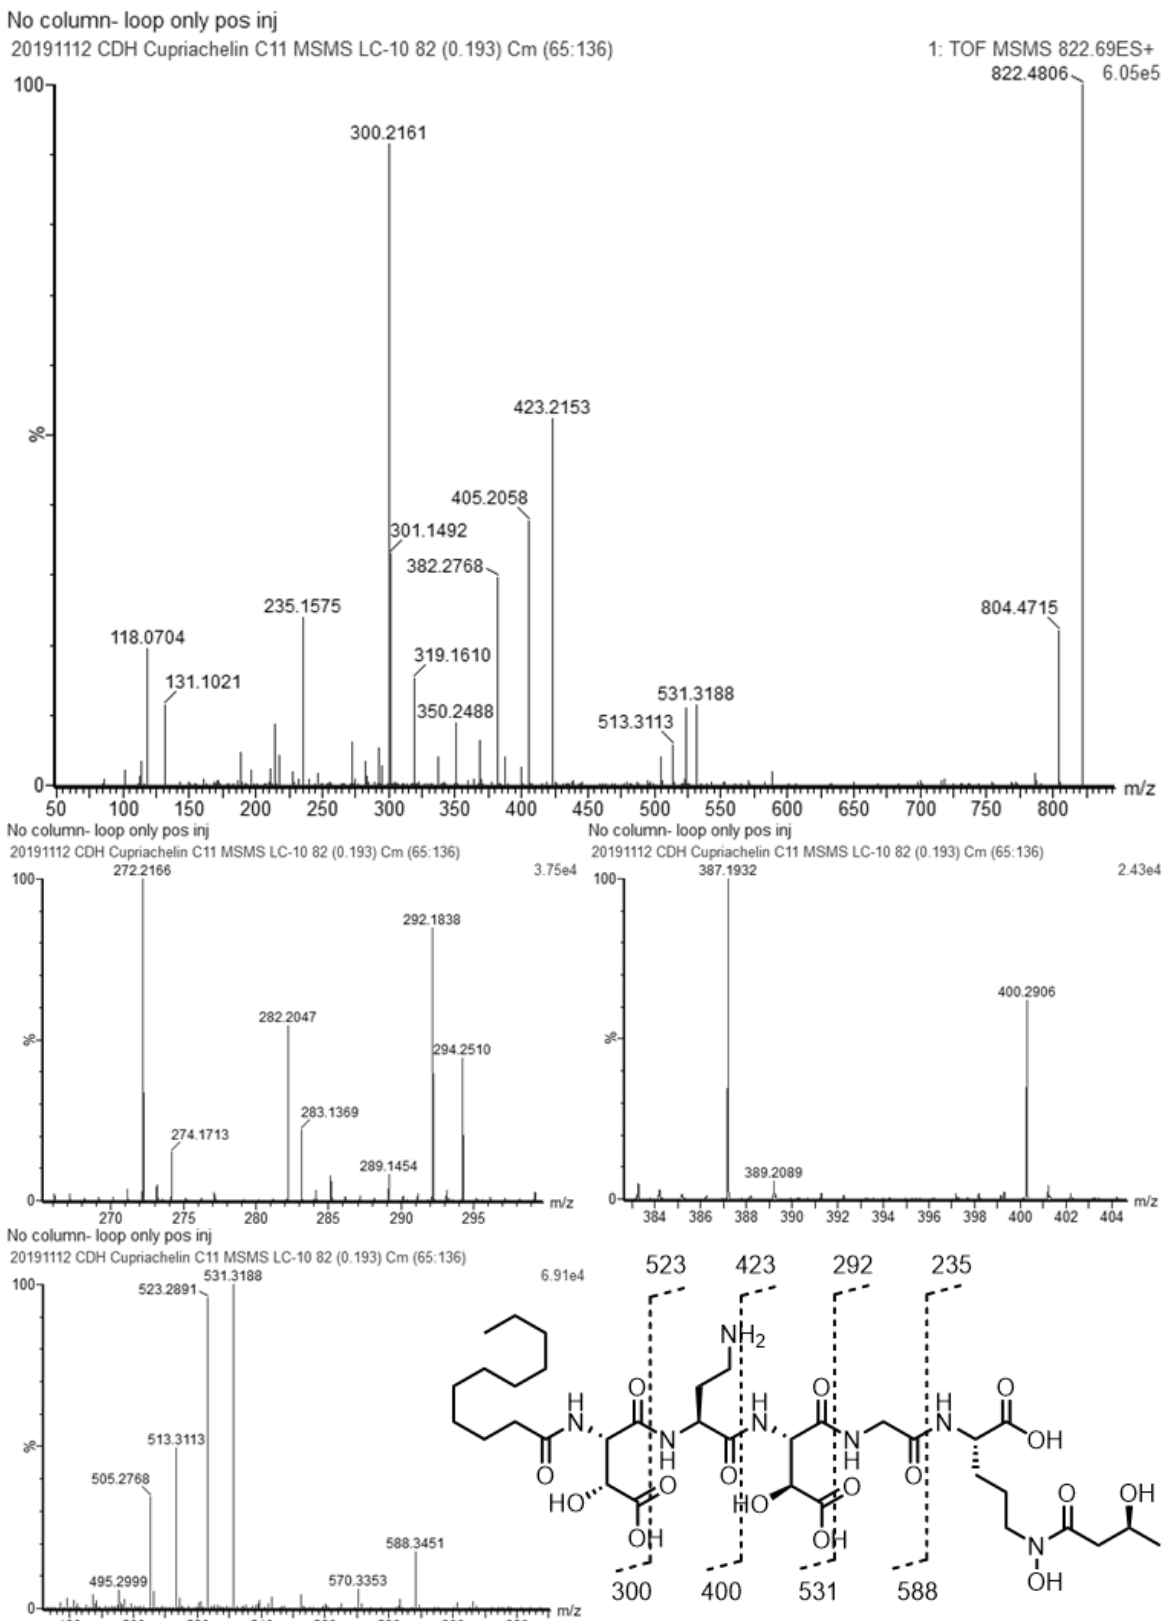 No column- loop only pos inj
20191112 CDH Cupriachelin C11 MSMS LC-10 82 (0.193) Cm (65:136)
1: TOF MSMS 822.69ES+
822.4806
6.05e5
100
300.2161
%
423.2153
405.2058
301.1492
382.2768
235.1575
118.0704
319.1610
804.4715
131.1021
531.3188
350.2488
513.3113
0
50 100 150 200 250 300 350 400 450 500 550 600 650 700 750 800
m/z
No column- loop only pos inj
20191112 CDH Cupriachelin C11 MSMS LC-10 82 (0.193) Cm (65:136)
3.75e4
100
272.2166
292.1838
282.2047
%
294.2510
283.1369
274.1713
289.1454
0
270 275 280 285 290 295
m/z
No column- loop only pos inj
20191112 CDH Cupriachelin C11 MSMS LC-10 82 (0.193) Cm (65:136)
2.43e4
100
387.1932
400.2906
%
389.2089
0
384 386 388 390 392 394 396 398 400 402 404
m/z
No column- loop only pos inj
20191112 CDH Cupriachelin C11 MSMS LC-10 82 (0.193) Cm (65:136)
6.91e4
100
531.3188
523.2891
513.3113
%
505.2768
588.3451
495.2999
570.3353
0
m/z
523 423 292 235
NH2
H O H O H O
N N N
O N O N O OH
H H
HO O HO O O OH
OH OH N
OH
300 400 531 588